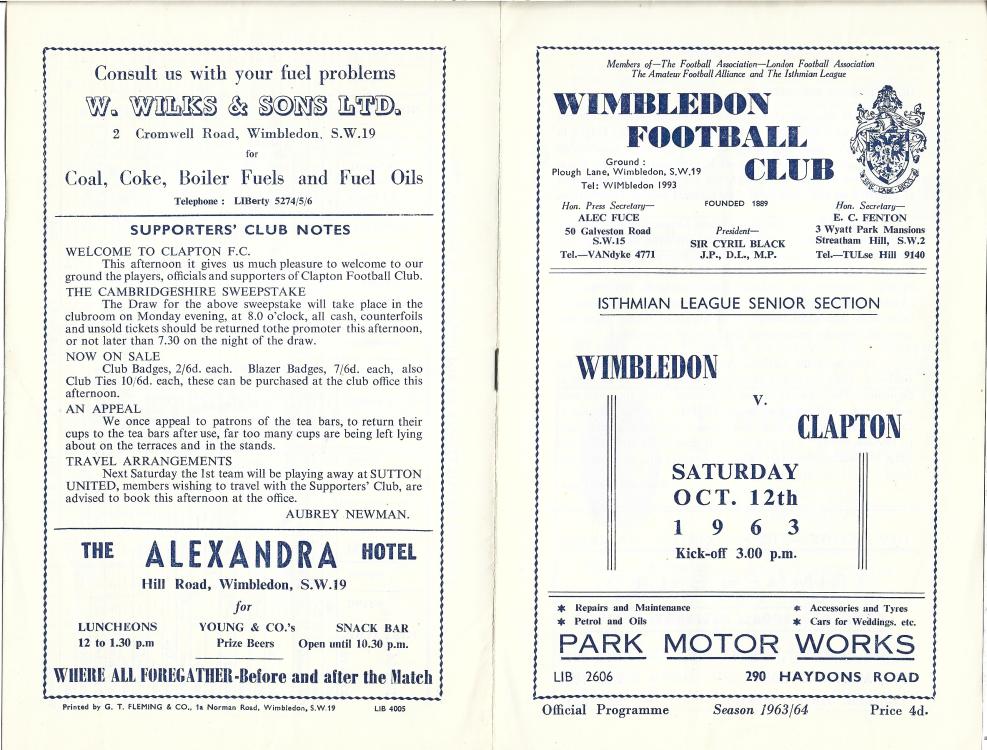 Consult us with your fuel problems
W. WILKS & SONS LTD.
2 Cromwell Road, Wimbledon. S.W.19
for
Coal, Coke, Boiler Fuels and Fuel Oils
Telephone : LIBerty 5274/5/6
SUPPORTERS' CLUB NOTES
WELCOME TO CLAPTON F.C.
This afternoon it gives us much pleasure to welcome to our
ground the players, officials and supporters of Clapton Football Club.
THE CAMBRIDGESHIRE SWEEPSTAKE
The Draw for the above sweepstake will take place in the
clubroom on Monday evening, at 8.0 o'clock, all cash, counterfoils
and unsold tickets should be returned tothe promoter this afternoon,
or not later than 7.30 on the night of the draw.
NOW ON SALE
Club Badges, 2/6d. each. Blazer Badges, 7/6d. each, also
Club Ties 10/6d. each, these can be purchased at the club office this
afternoon.
AN APPEAL
We once appeal to patrons of the tea bars, to return their
cups to the tea bars after use, far too many cups are being left lying
about on the terraces and in the stands.
TRAVEL ARRANGEMENTS
Next Saturday the 1st team will be playing away at SUTTON
UNITED, members wishing to travel with the Supporters' Club, are
advised to book this afternoon at the office.
AUBREY NEWMAN.
THE ALEXANDRA HOTEL
Hill Road, Wimbledon, S.W.19
for
LUNCHEONS YOUNG & CO.'s SNACK BAR
12 to 1.30 p.m Prize Beers Open until 10.30 p.m.
WHERE ALL FOREGATHER-Before and after the Match
Printed by G. T. FLEMING & CO., 1a Norman Road, Wimbledon, S.W.19 LIB 4005
Members of—The Football Association—London Football Association
The Amateur Football Alliance and The Isthmian League
WIMBLEDON
FOOTBALL
CLUB
Ground :
Plough Lane, Wimbledon, S.W.19
Tel: WIMbledon 1993
FOUNDED 1889
Hon. Press Secretary—
ALEC FUCE
50 Galveston Road
S.W.15
Tel.—VANdyke 4771
President—
SIR CYRIL BLACK
J.P., D.L., M.P.
Hon. Secretary—
E. C. FENTON
3 Wyatt Park Mansions
Streatham Hill, S.W.2
Tel.—TULse Hill 9140
ISTHMIAN LEAGUE SENIOR SECTION
WIMBLEDON
V.
CLAPTON
SATURDAY
OCT. 12th
1 9 6 3
Kick-off 3.00 p.m.
* Repairs and Maintenance * Accessories and Tyres
* Petrol and Oils * Cars for Weddings. etc.
PARK MOTOR WORKS
LIB 2606 290 HAYDONS ROAD
Official Programme Season 1963/64 Price 4d.